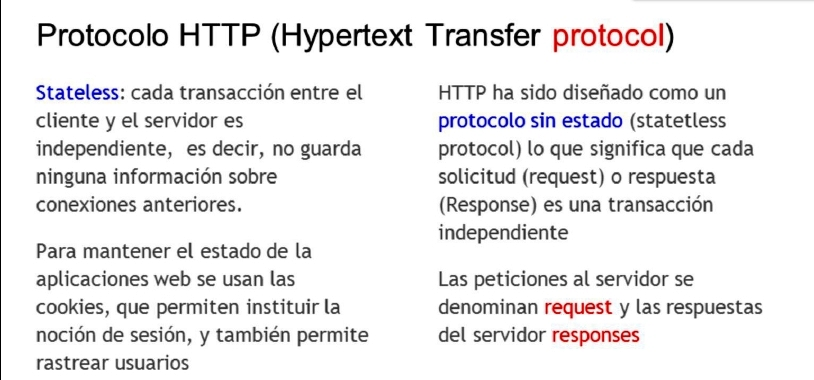 Protocolo HTTP (Hypertext Transfer protocol)
Stateless: cada transacción entre el
cliente y el servidor es
independiente, es decir, no guarda
ninguna información sobre
conexiones anteriores.
Para mantener el estado de la
aplicaciones web se usan las
cookies, que permiten instituir la
noción de sesión, y también permite
rastrear usuarios
HTTP ha sido diseñado como un
protocolo sin estado (statetless
protocol) lo que significa que cada
solicitud (request) o respuesta
(Response) es una transacción
independiente
Las peticiones al servidor se
denominan request y las respuestas
del servidor responses